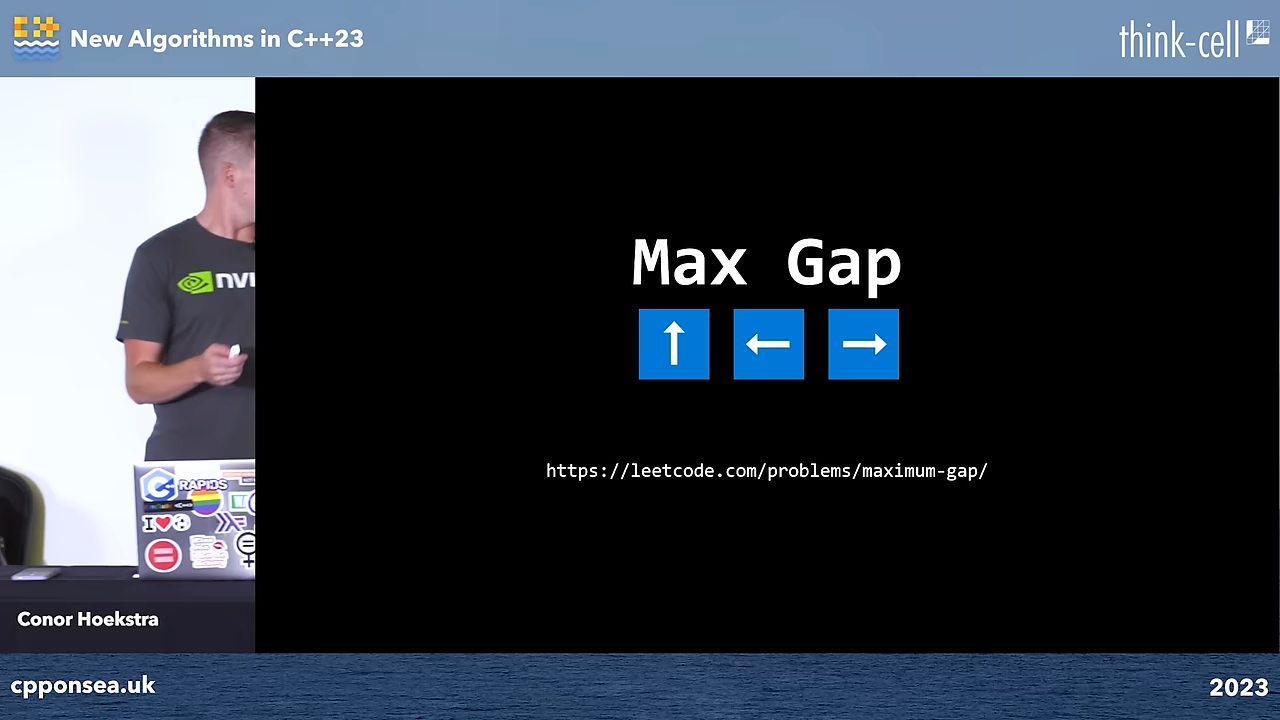 C++
New Algorithms in C++23
think-cell
Max Gap
↑ ← →
https://leetcode.com/problems/maximum-gap/
C++
RAPIDS
I
Conor Hoekstra
cpponsea.uk
2023